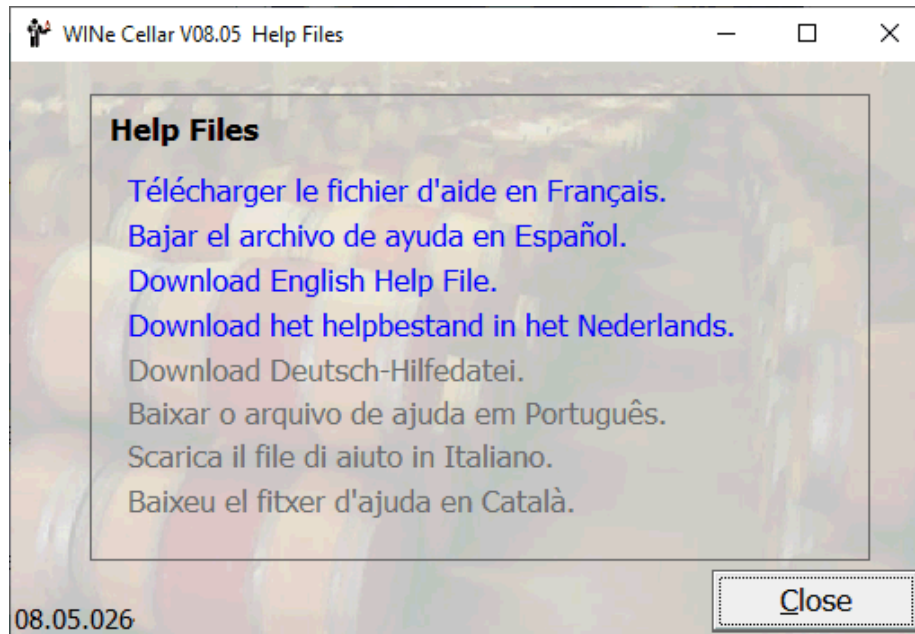 WINe Cellar V08.05 Help Files
Help Files
Télécharger le fichier d'aide en Français.
Bajar el archivo de ayuda en Español.
Download English Help File.
Download het helpbestand in het Nederlands.
Download Deutsch-Hilfedatei.
Baixar o arquivo de ajuda em Português.
Scarica il file di aiuto in Italiano.
Baixeu el fitxer d'ajuda en Català.
Close
08.05.026